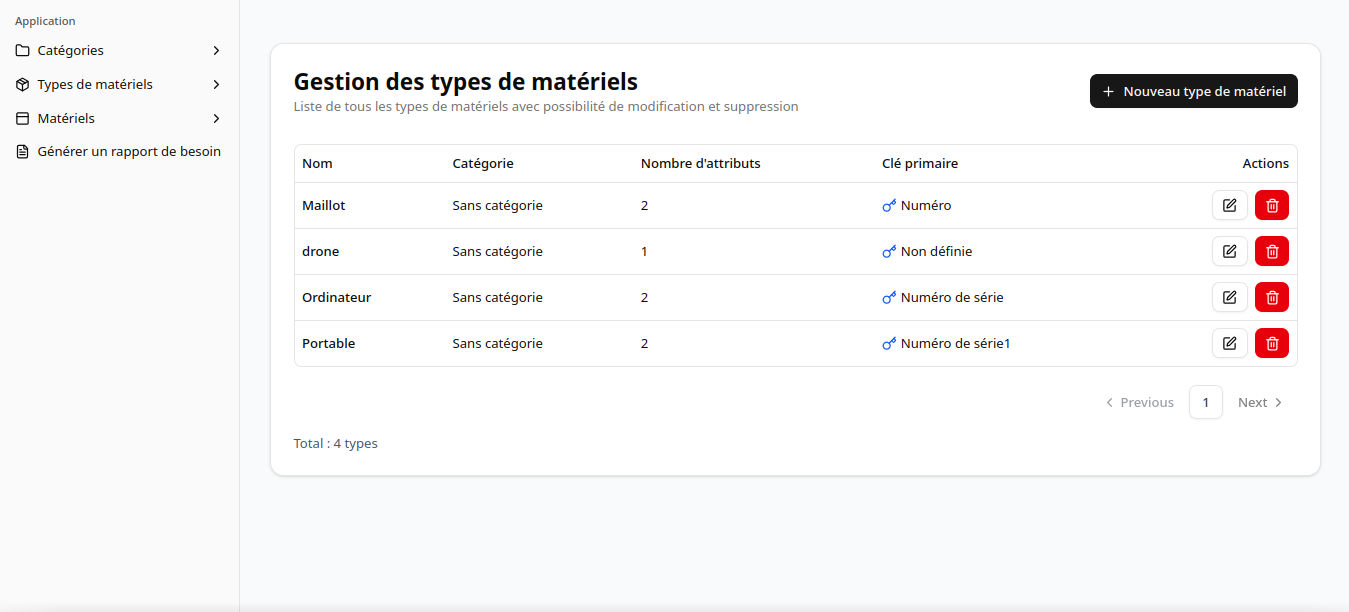 Application
Catégories
Types de matériels
Matériels
Générer un rapport de besoin
Gestion des types de matériels
Liste de tous les types de matériels avec possibilité de modification et suppression
Nouveau type de matériel
Nom Catégorie Nombre d'attributs Clé primaire Actions
Maillot Sans catégorie 2 Numéro
drone Sans catégorie 1 Non définie
Ordinateur Sans catégorie 2 Numéro de série
Portable Sans catégorie 2 Numéro de série1
Previous 1 Next
Total : 4 types